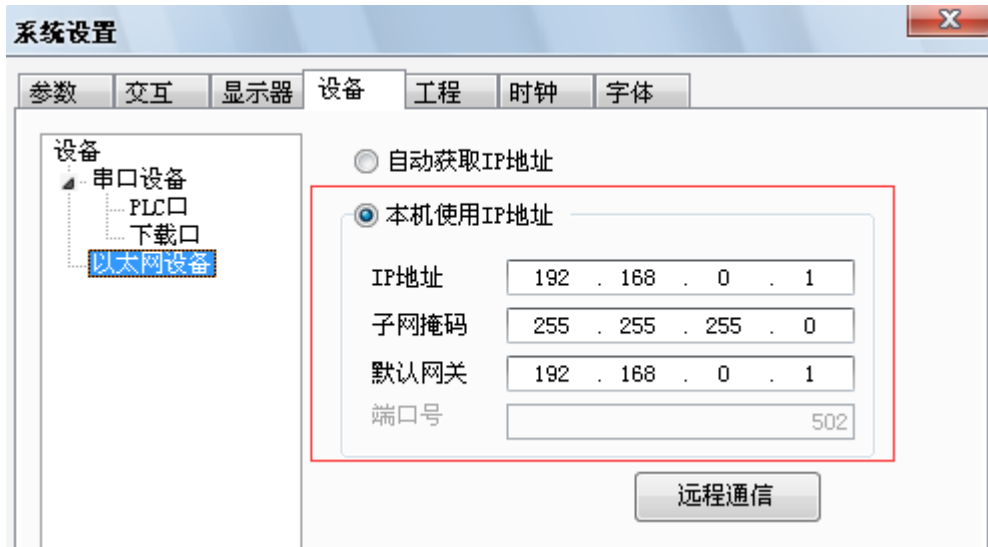 系统设置
参数 交互 显示器 设备 工程 时钟 字体
设备
串口设备
PLC口
下载口
以太网设备
自动获取IP地址
本机使用IP地址
IP地址 192 . 168 . 0 . 1
子网掩码 255 . 255 . 255 . 0
默认网关 192 . 168 . 0 . 1
端口号 502
远程通信